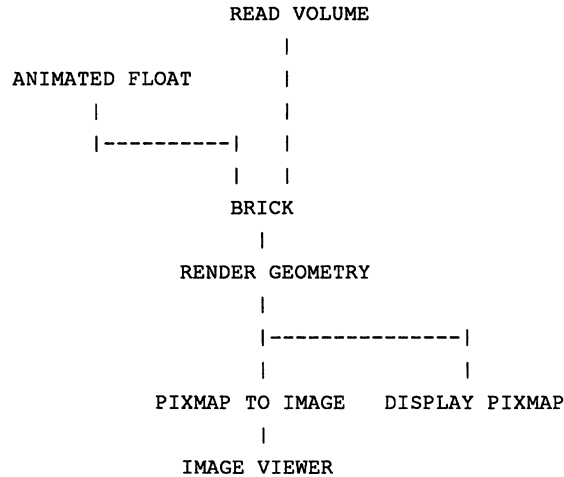 READ VOLUME
|
ANIMATED FLOAT |
| |
|----------| |
| |
BRICK
|
RENDER GEOMETRY
|
|---------------|
| |
PIXMAP TO IMAGE DISPLAY PIXMAP
|
IMAGE VIEWER